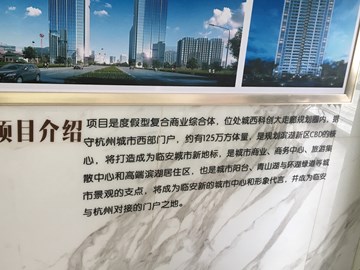 项目介绍
项目是度假型复合商业综合体，位处城西科创大走廊规划圈内，
守杭州城市西部门户，约有125万方体量，是规划滨湖新区CBD的核
心，将打造成为临安城市新地标，是城市商业、商务中心、旅游集
散中心和高端滨湖居住区，也是城市阳台、青山湖与环湖绿道等城
市景观的支点，将成为临安新的城市中心和形象代言，并成为临安
与杭州对接的门户之地。